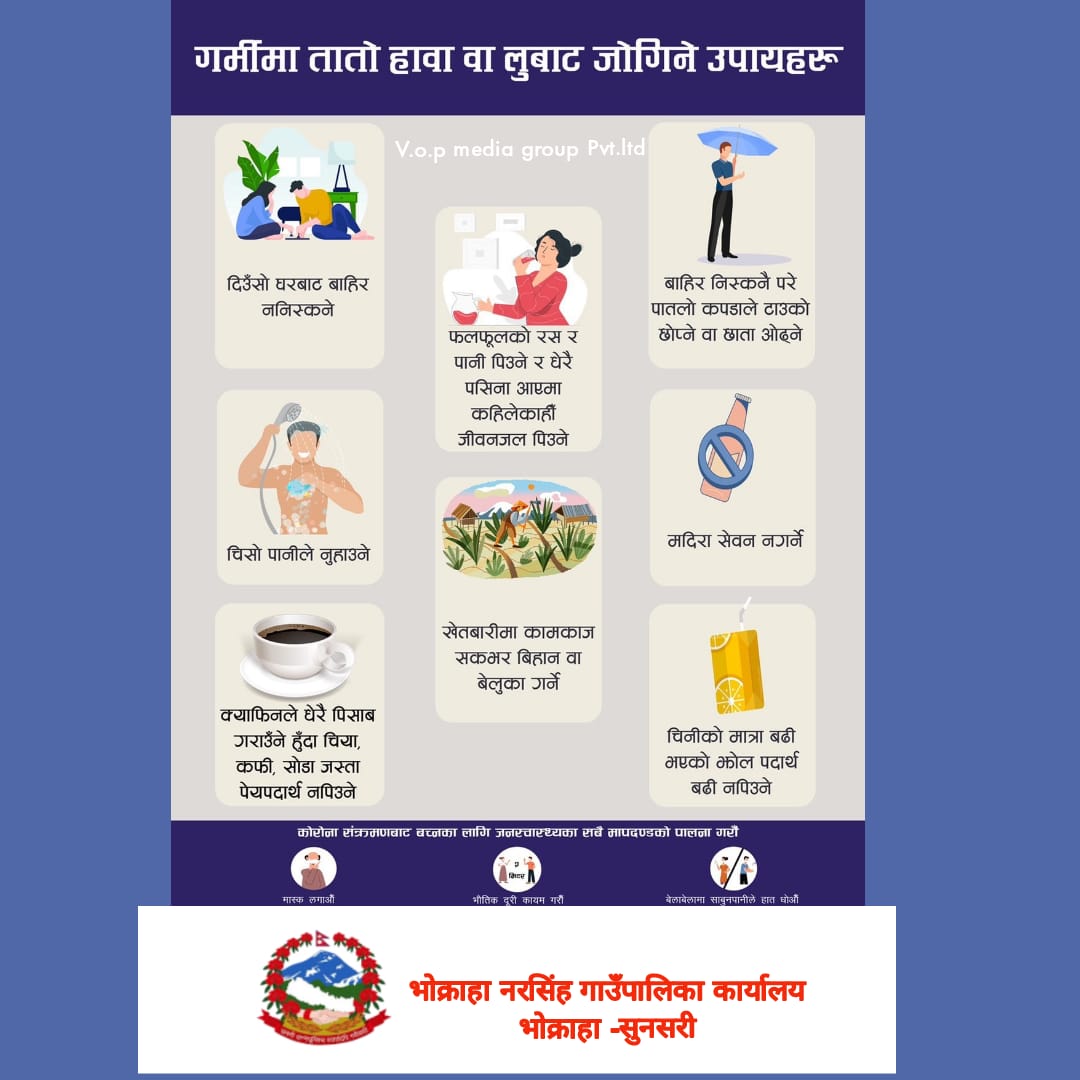 गर्मीमा तातो हावा वा लुबाट जोगिने उपायहरू
V.o.p media group Pvt.ltd
दिउँसो घरबाट बाहिर
ननिस्कने
फलफूलको रस र
पानी पिउने र धेरै
पसिना आएमा
कहिलेकाहीँ
जीवनजल पिउने
बाहिर निस्कनै परे
पातलो कपडाले टाउको
छोप्ने वा छाता ओढ्ने
चिसो पानीले नुहाउने
खेतबारीमा कामकाज
सकभर बिहान वा
बेलुका गर्ने
मदिरा सेवन नगर्ने
क्याफिनले धेरै पिसाब
गराउँने हुँदा चिया,
कफी, सोडा जस्ता
पेयपदार्थ नपिउने
चिनीको मात्रा बढी
भएको झोल पदार्थ
बढी नपिउने
कोरोना संक्रमणबाट बच्नका लागि जनस्वास्थ्यका सबै मापदण्डको पालना गरौं
२
मिटर
मास्क लगाऔं
भौतिक दूरी कायम गरौं
बेलाबेलामा साबुनपानीले हात धोऔं
भोक्राहा नरसिंह गाउँपालिका कार्यालय
भोक्राहा -सुनसरी